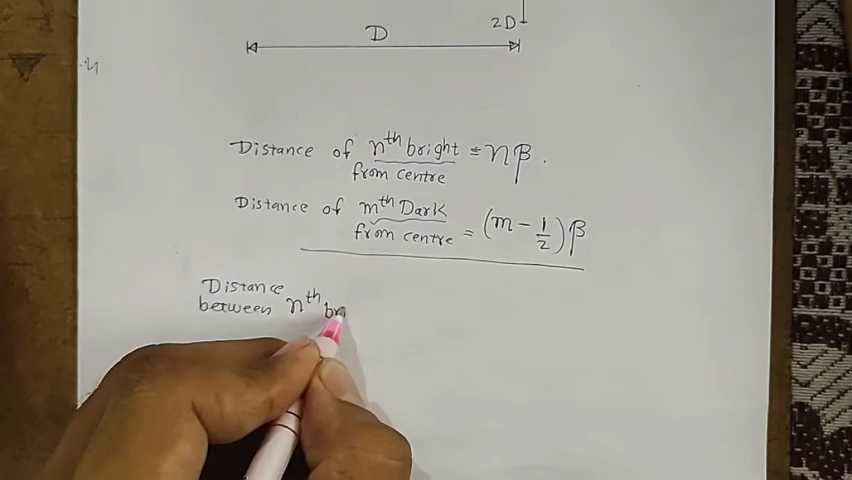 2D
D
Distance of nth bright = nβ.
from centre
Distance of mth Dark
from centre = (m - 1/2)β
Distance
between nth br